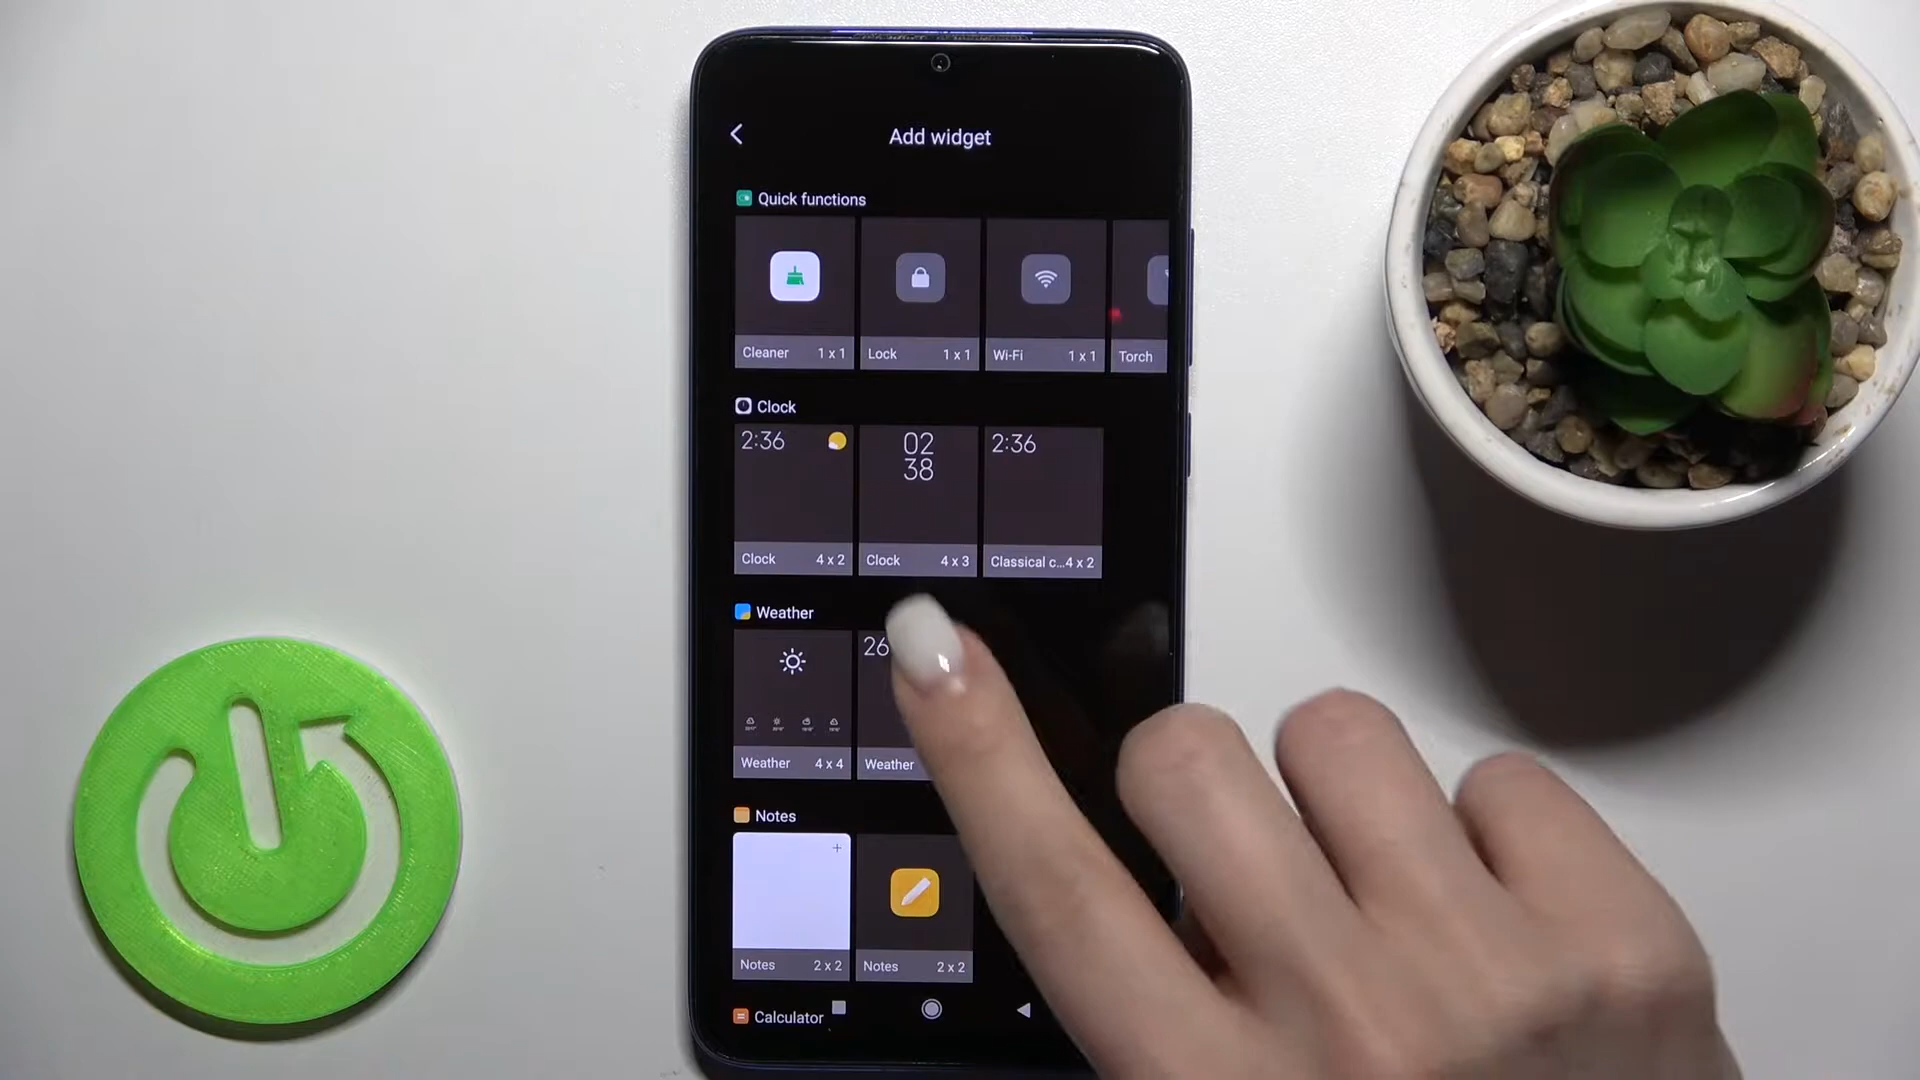 Add widget
Quick functions
Cleaner 1 x 1
Lock 1 x 1
Wi-Fi 1 x 1
Torch
Clock
2:36
02
38
2:36
Clock 4 x 2
Clock 4 x 3
Classical c...4 x 2
Weather
26
Weather 4 x 4
Weather
Notes
Notes 2 x 2
Notes 2 x 2
Calculator